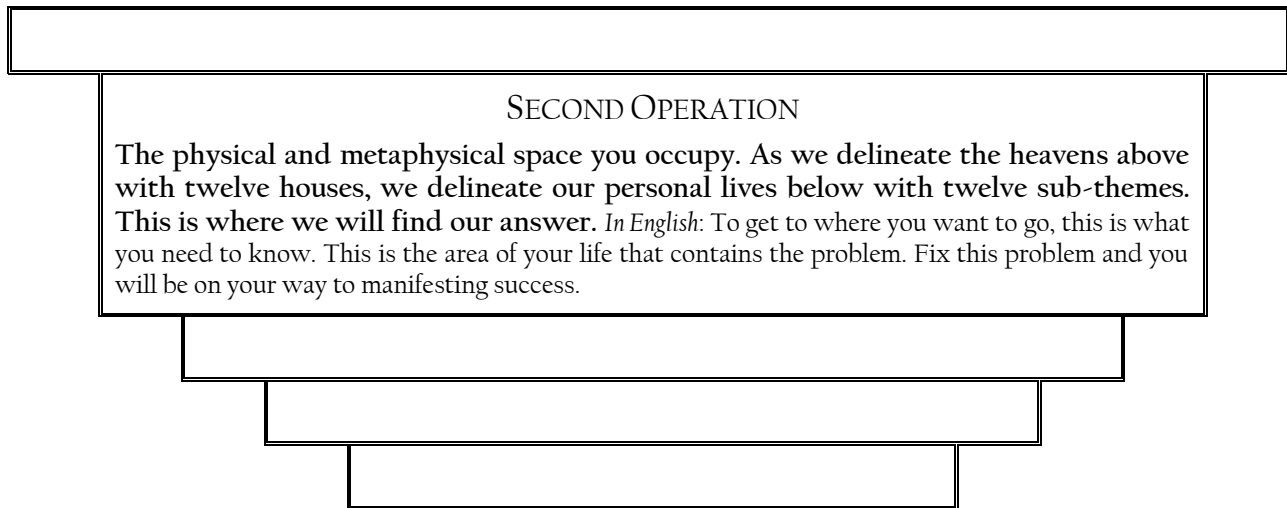 SECOND OPERATION
The physical and metaphysical space you occupy. As we delineate the heavens above
with twelve houses, we delineate our personal lives below with twelve sub-themes.
This is where we will find our answer. In English: To get to where you want to go, this is what
you need to know. This is the area of your life that contains the problem. Fix this problem and you
will be on your way to manifesting success.